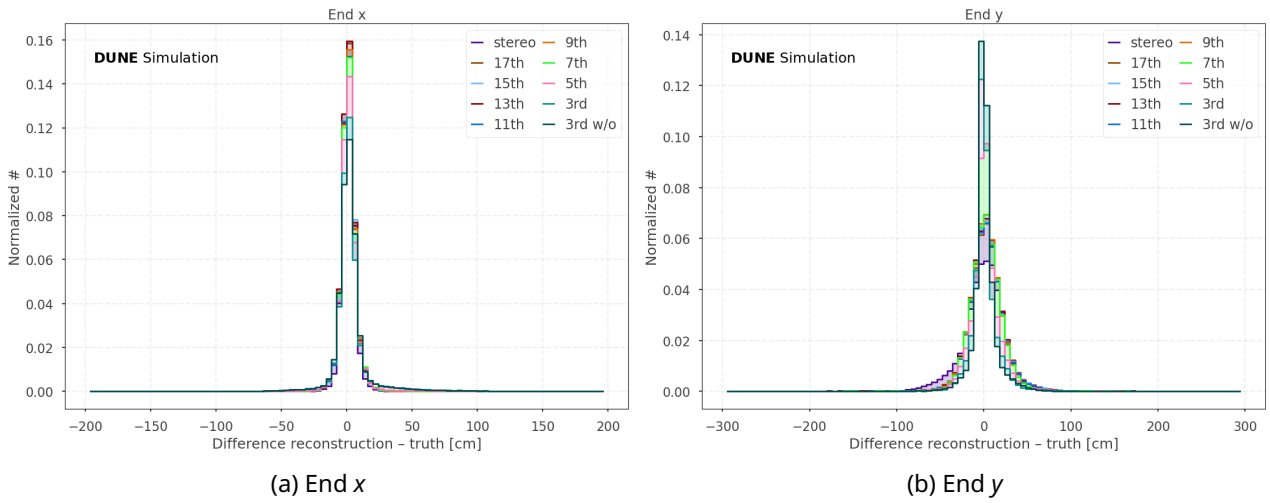 End x
DUNE Simulation
stereo
17th
15th
13th
11th
9th
7th
5th
3rd
3rd w/o
Normalized #
0.16
0.14
0.12
0.10
0.08
0.06
0.04
0.02
0.00
−200
−150
−100
−50
0
50
100
150
200
Difference reconstruction – truth [cm]
(a) End x
End y
DUNE Simulation
stereo
17th
15th
13th
11th
9th
7th
5th
3rd
3rd w/o
Normalized #
0.14
0.12
0.10
0.08
0.06
0.04
0.02
0.00
−300
−200
−100
0
100
200
300
Difference reconstruction – truth [cm]
(b) End y